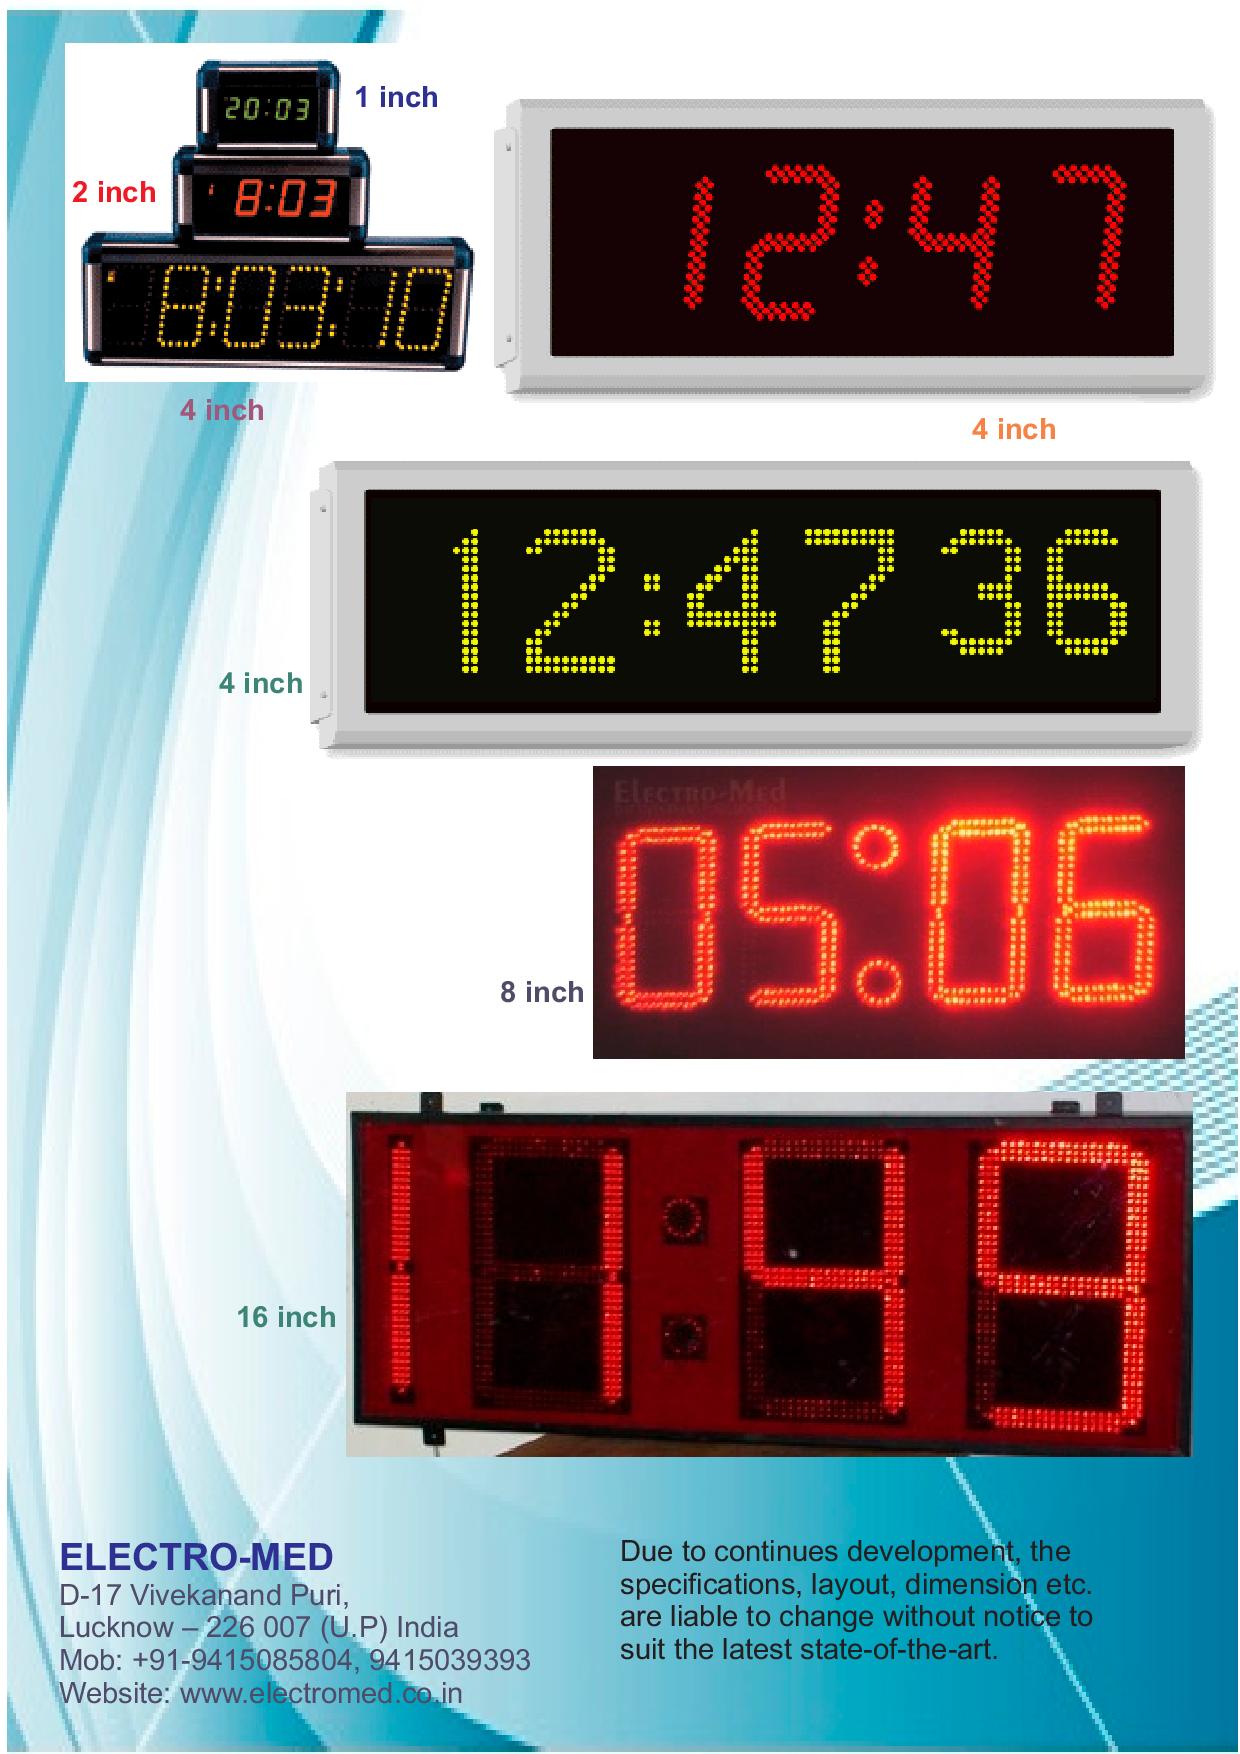 20:03
1 inch
2 inch
8:03
8:03:10
4 inch
12:47
4 inch
12:47 36
4 inch
ELECTRO-MED
05:06
8 inch
11:49
16 inch
ELECTRO-MED
D-17 Vivekanand Puri,
Lucknow – 226 007 (U.P) India
Mob: +91-9415085804, 9415039393
Website: www.electromed.co.in
Due to continues development, the
specifications, layout, dimension etc.
are liable to change without notice to
suit the latest state-of-the-art.